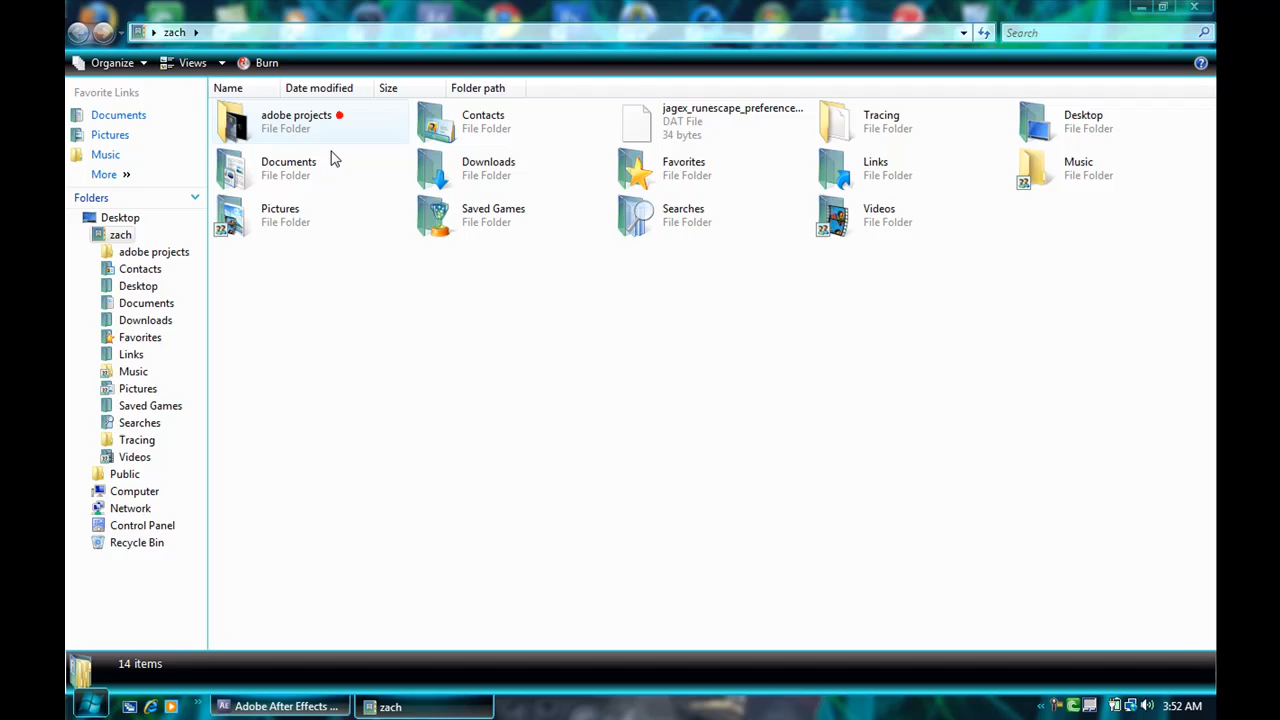 zach
Search
Organize
Views
Burn
Favorite Links
Documents
Pictures
Music
More »
Folders
Desktop
zach
adobe projects
Contacts
Desktop
Documents
Downloads
Favorites
Links
Music
Pictures
Saved Games
Searches
Tracing
Videos
Public
Computer
Network
Control Panel
Recycle Bin
Name Date modified Size Folder path
adobe projects
File Folder
Contacts
File Folder
jagex_runescape_preference...
DAT File
34 bytes
Tracing
File Folder
Desktop
File Folder
Documents
File Folder
Downloads
File Folder
Favorites
File Folder
Links
File Folder
Music
File Folder
Pictures
File Folder
Saved Games
File Folder
Searches
File Folder
Videos
File Folder
14 items
Adobe After Effects ...
zach
3:52 AM